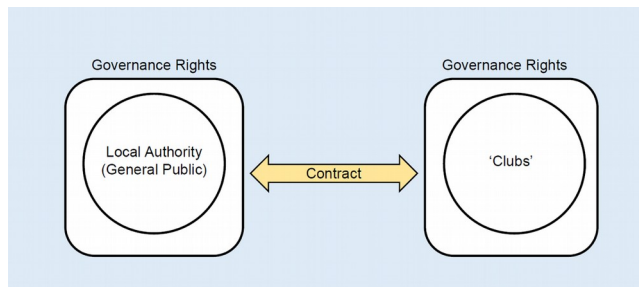 Governance Rights
Governance Rights
Local Authority
(General Public)
Contract
‘Clubs’